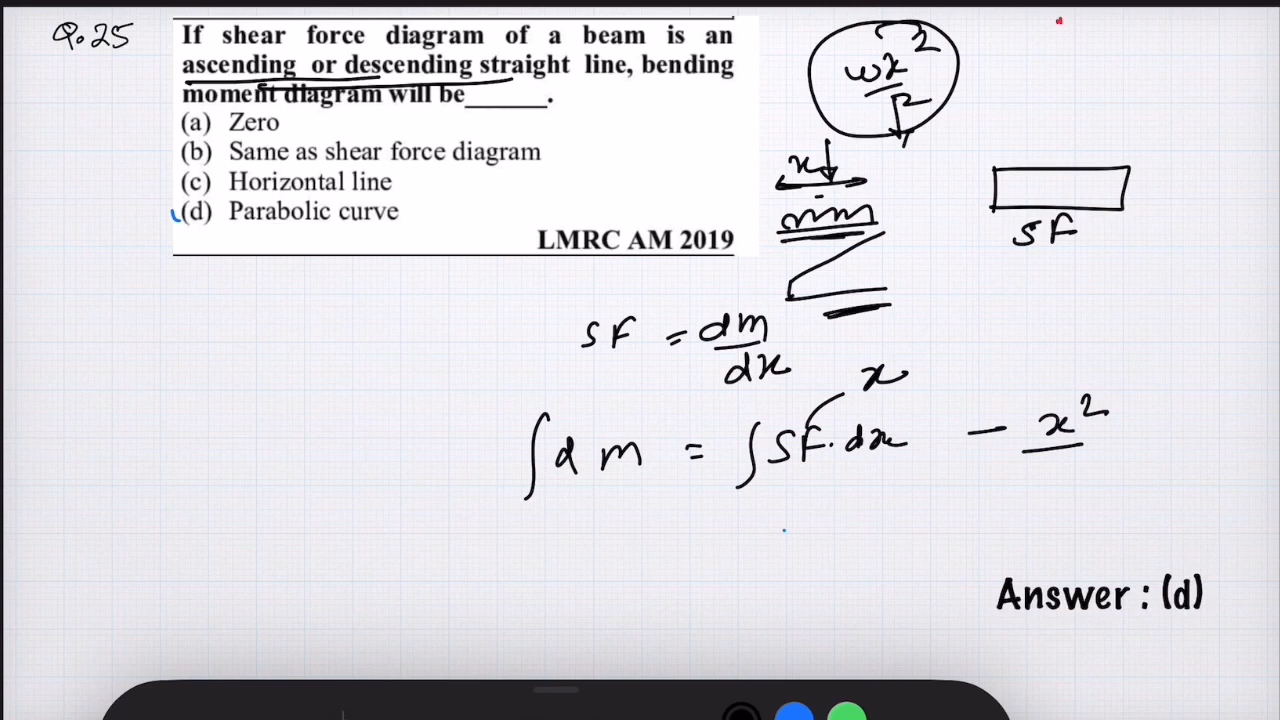 Q.25
If shear force diagram of a beam is an
ascending or descending straight line, bending
moment diagram will be_______.
(a) Zero
(b) Same as shear force diagram
(c) Horizontal line
(d) Parabolic curve
LMRC AM 2019
wx²
2
x
SF
SF = dm
dx
x
∫dm = ∫SF.dx - x²
Answer : (d)